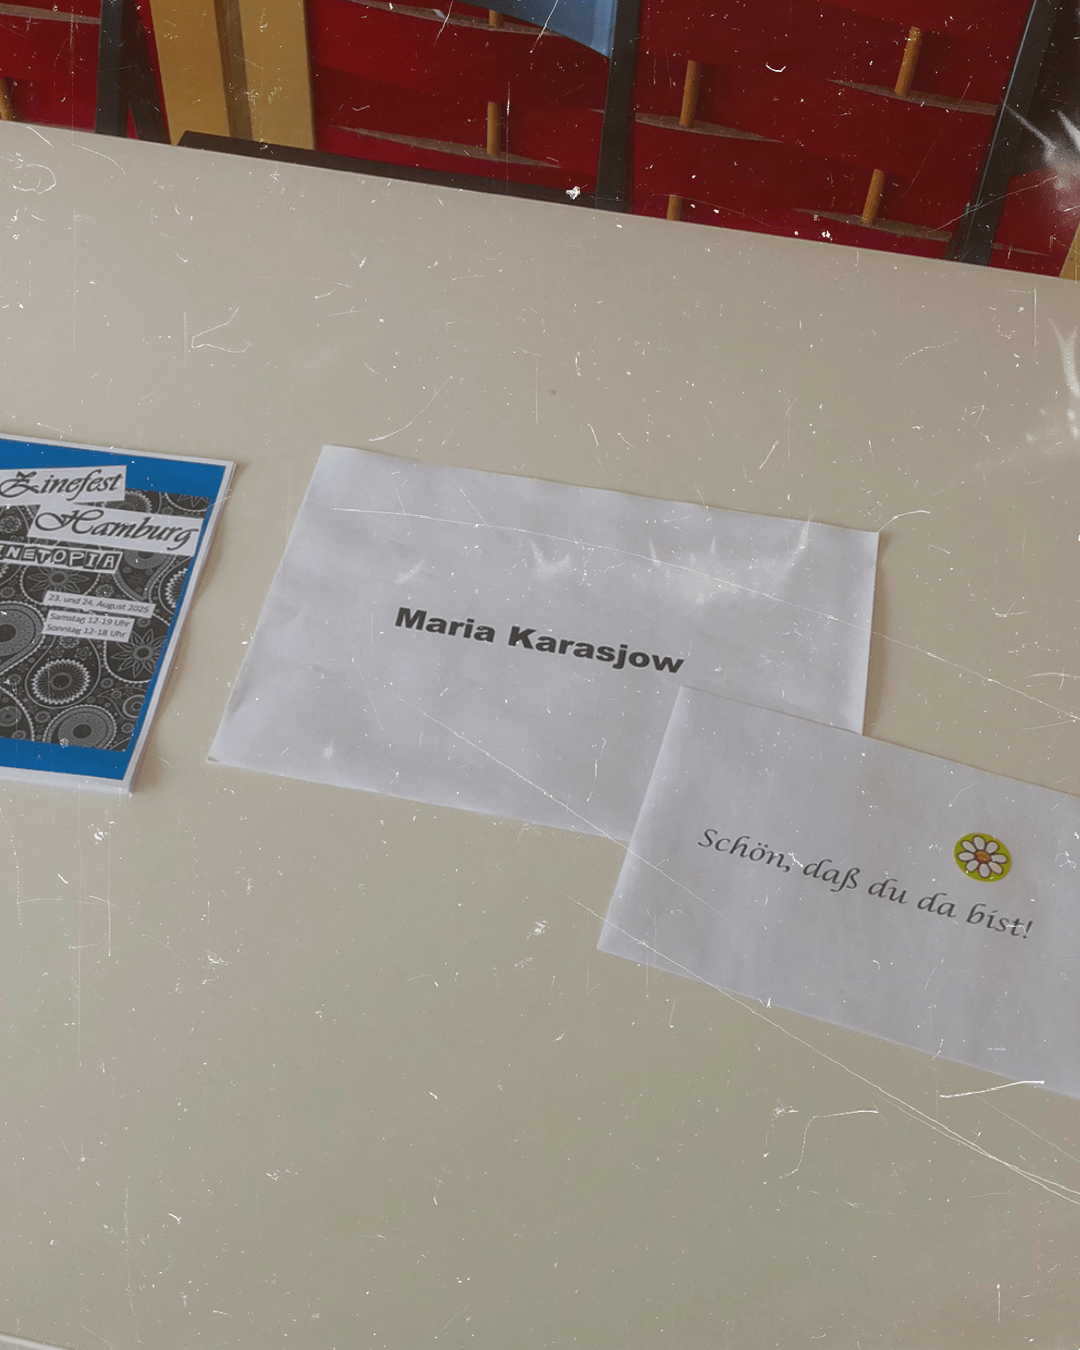 Zinefest
Hamburg
INETOPIA
23. und 24. August 2025
Samstag 12-19 Uhr
Sonntag 12-18 Uhr
Maria Karasjow
Schön, daß du da bist!